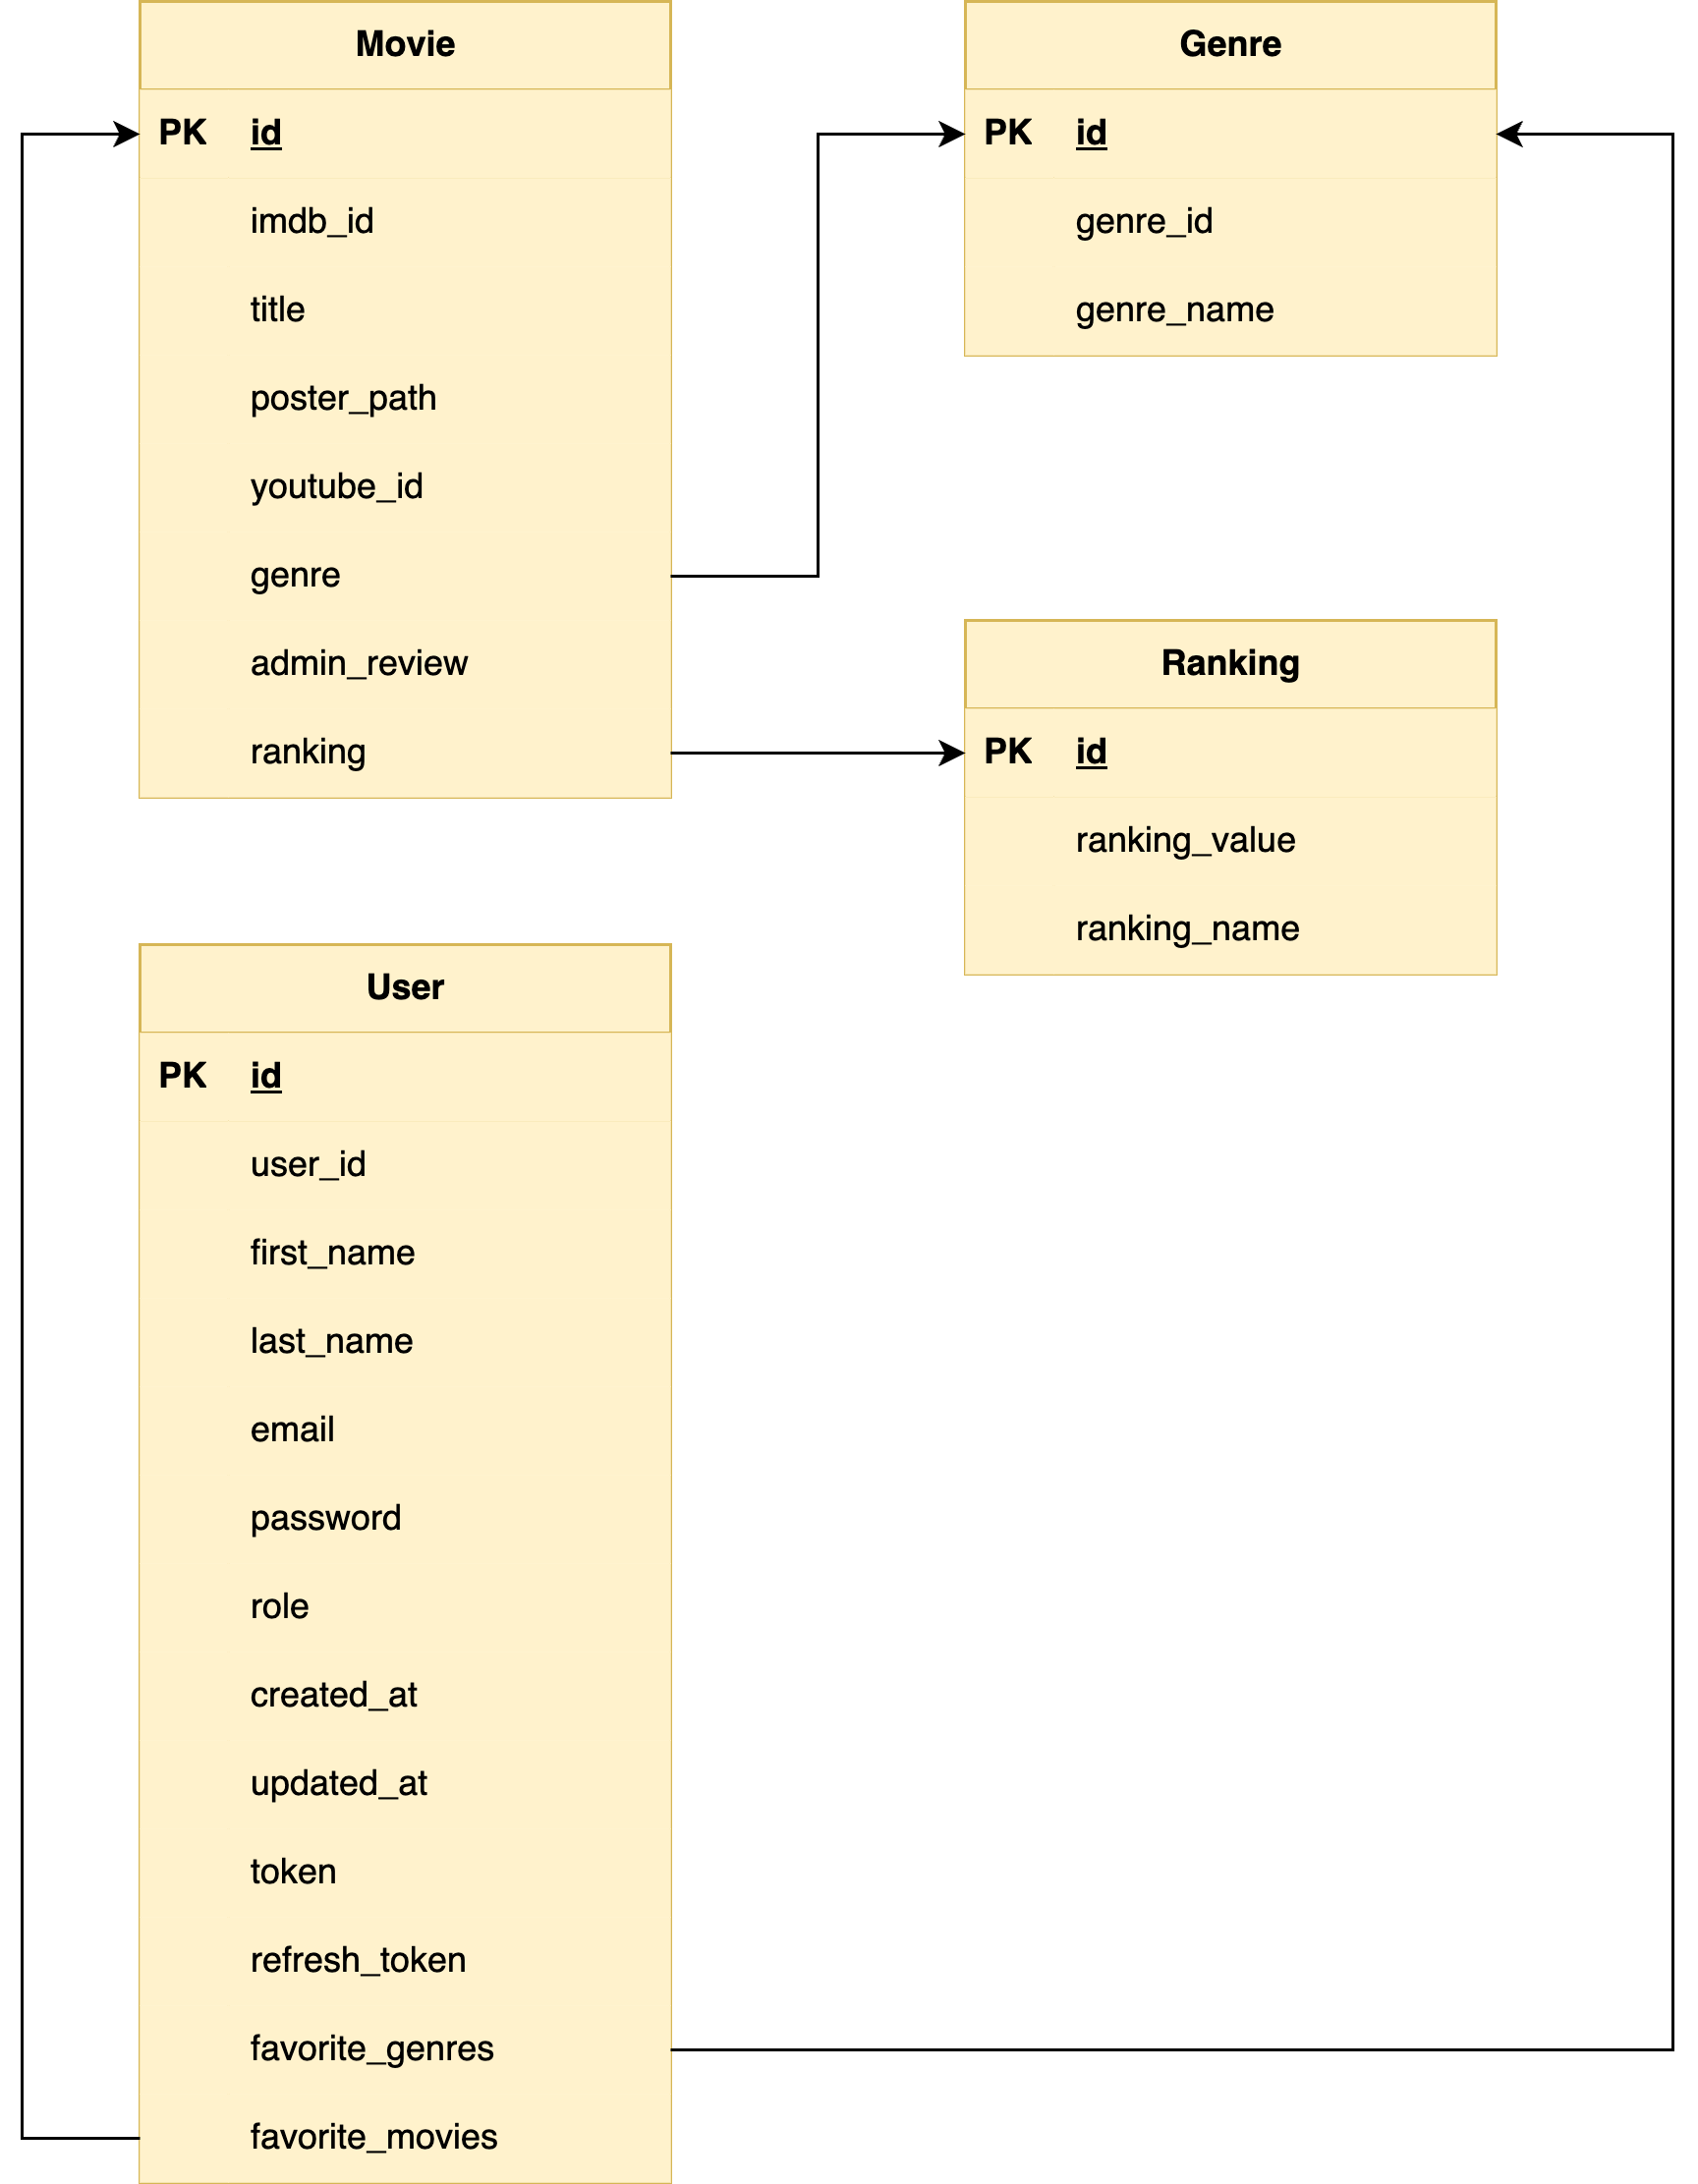 Movie
PK id
imdb_id
title
poster_path
youtube_id
genre
admin_review
ranking
Genre
PK id
genre_id
genre_name
Ranking
PK id
ranking_value
ranking_name
User
PK id
user_id
first_name
last_name
email
password
role
created_at
updated_at
token
refresh_token
favorite_genres
favorite_movies